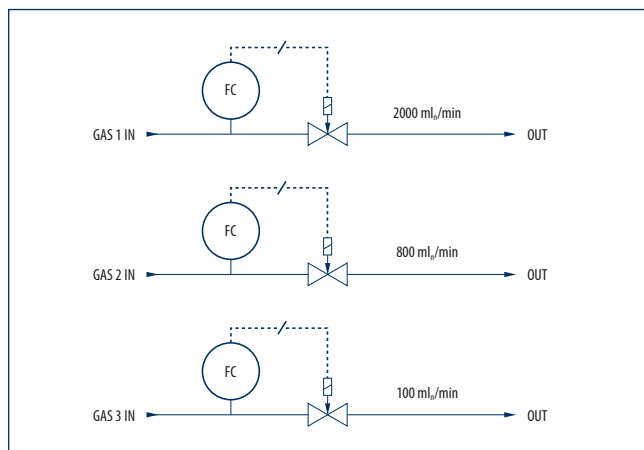 FC
2000 mlₙ/min
GAS 1 IN
OUT
FC
800 mlₙ/min
GAS 2 IN
OUT
FC
100 mlₙ/min
GAS 3 IN
OUT